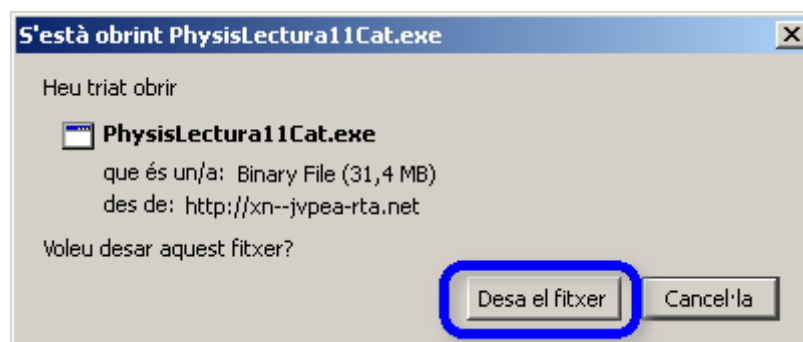 S'està obrint PhysisLectura11Cat.exe
Heu triat obrir
PhysisLectura11Cat.exe
que és un/a: Binary File (31,4 MB)
des de: http://xn--jvpea-rta.net
Voleu desar aquest fitxer?
Desa el fitxer Cancel·la